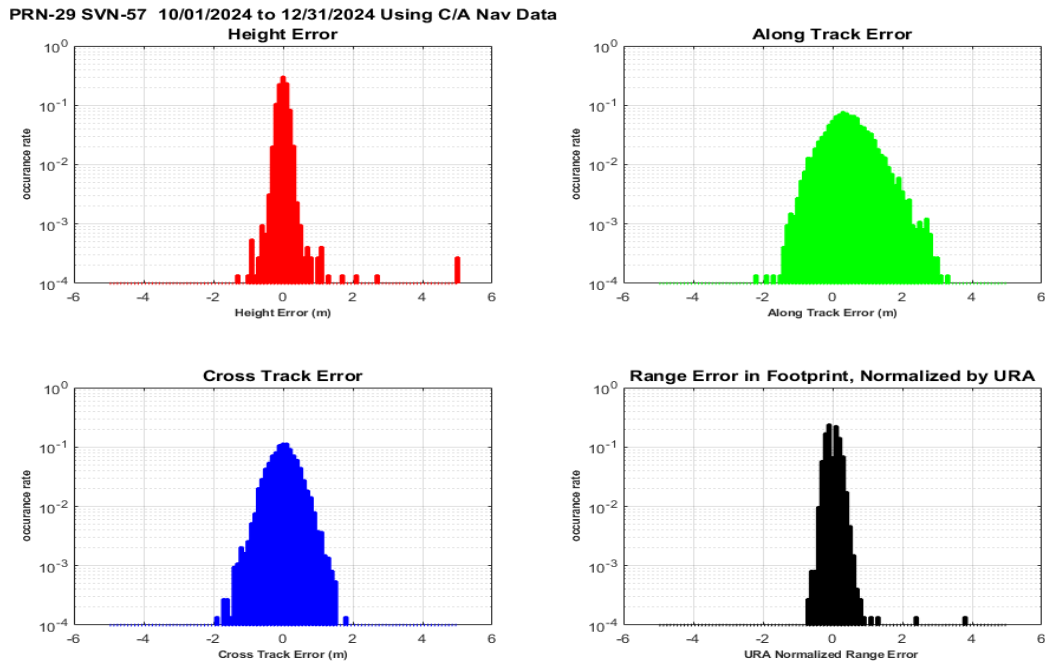 PRN-29 SVN-57 10/01/2024 to 12/31/2024 Using C/A Nav Data
Height Error
10^0
10^-1
10^-2
10^-3
10^-4
occurance rate
-6 -4 -2 0 2 4 6
Height Error (m)
Along Track Error
10^0
10^-1
10^-2
10^-3
10^-4
occurance rate
-6 -4 -2 0 2 4 6
Along Track Error (m)
Cross Track Error
10^0
10^-1
10^-2
10^-3
10^-4
occurance rate
-6 -4 -2 0 2 4 6
Cross Track Error (m)
Range Error in Footprint, Normalized by URA
10^0
10^-1
10^-2
10^-3
10^-4
occurance rate
-6 -4 -2 0 2 4 6
URA Normalized Range Error